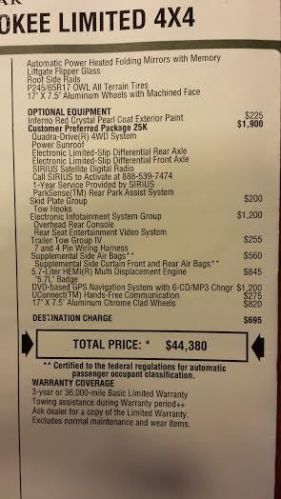 OKEE LIMITED 4X4
Automatic Power Heated Folding Mirrors with Memory
Liftgate Flipper Glass
Roof Side Rails
P245/65R17 OWL All Terrain Tires
17" X 7.5" Aluminum Wheels with Machined Face
OPTIONAL EQUIPMENT
Inferno Red Crystal Pearl Coat Exterior Paint $225
Customer Preferred Package 25K $1,900
Quadra-Drive(R) 4WD System
Power Sunroof
Electronic Limited-Slip Differential Rear Axle
Electronic Limited-Slip Differential Front Axle
SIRIUS Satellite Digital Radio
Call SIRIUS to Activate at 888-539-7474
1-Year Service Provided by SIRIUS
ParkSense(TM) Rear Park Assist System
Skid Plate Group $200
Tow Hooks
Electronic Infotainment System Group $1,200
Overhead Rear Console
Rear Seat Entertainment Video System
Trailer Tow Group IV $255
7 and 4 Pin Wiring Harness
Supplemental Side Air Bags** $560
Supplemental Side Curtain Front and Rear Air Bags**
5.7-Liter HEMI(R) Multi Displacement Engine $845
"5.7L" Badge
DVD-based GPS Navigation System with 6-CD/MP3 Chngr $1,200
UConnect(TM) Hands-Free Communication $275
17" X 7.5" Aluminum Chrome Clad Wheels $820
DESTINATION CHARGE $695
TOTAL PRICE: * $44,380
** Certified to the federal regulations for automatic
passenger occupant classification.
WARRANTY COVERAGE
3-year or 36,000-mile Basic Limited Warranty
Towing assistance during Warranty period++
Ask dealer for a copy of the Limited Warranty.
Excludes normal maintenance and wear items.